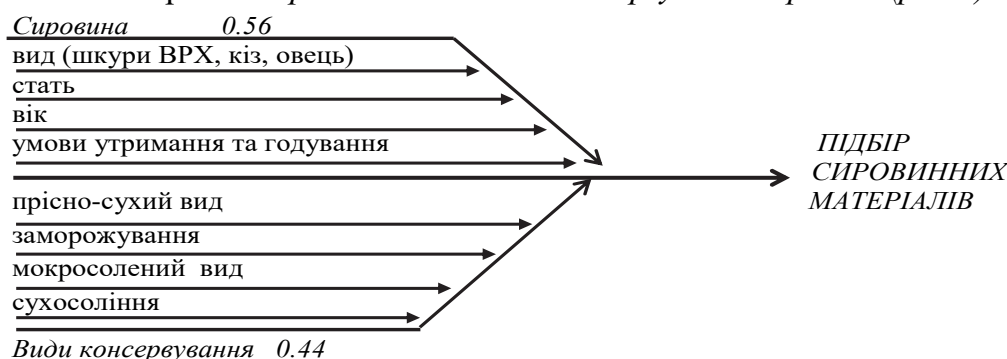 Сировина 0.56
вид (шкури ВРХ, кіз, овець)
стать
вік
умови утримання та годування
ПІДБІР
СИРОВИННИХ
МАТЕРІАЛІВ
прісно-сухий вид
заморожування
мокросолений вид
сухосоління
Види консервування 0.44